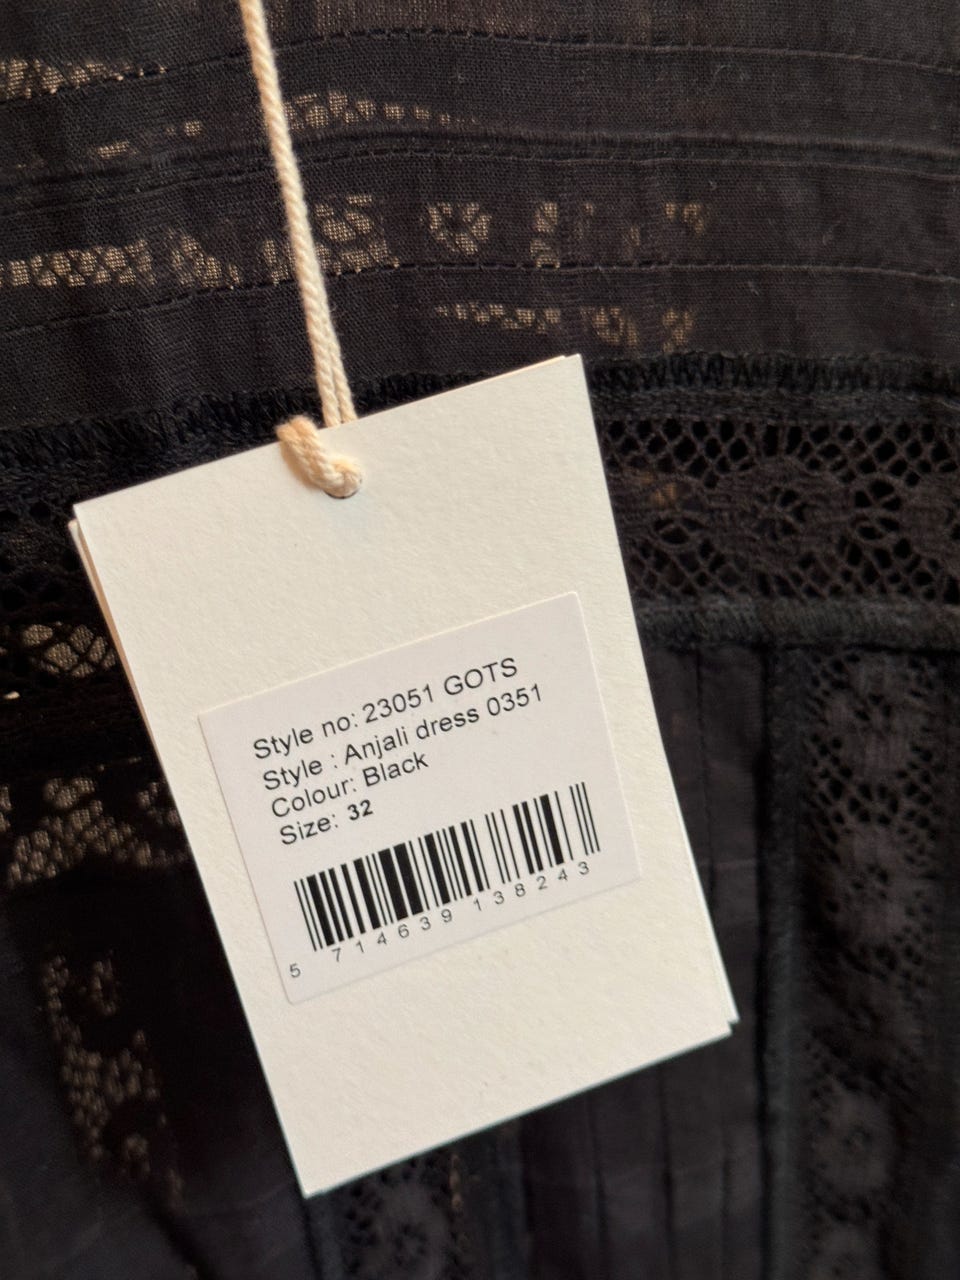 Style no: 23051 GOTS
Style : Anjali dress 0351
Colour: Black
Size: 32
5 714639 138243